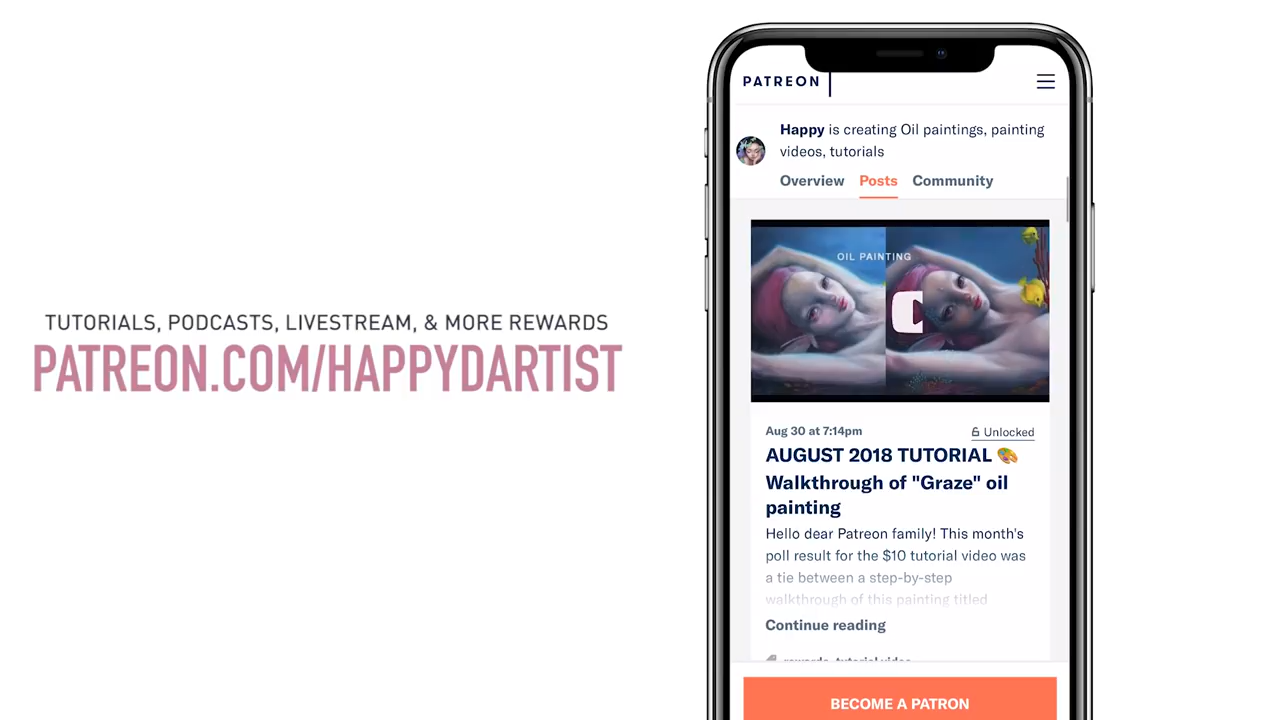 TUTORIALS, PODCASTS, LIVESTREAM, & MORE REWARDS
PATREON.COM/HAPPYDARTIST
PATREON
Happy is creating Oil paintings, painting
videos, tutorials
Overview Posts Community
OIL PAINTING
Aug 30 at 7:14pm
Unlocked
AUGUST 2018 TUTORIAL 🎨
Walkthrough of "Graze" oil
painting
Hello dear Patreon family! This month's
poll result for the $10 tutorial video was
a tie between a step-by-step
walkthrough of this painting titled
Continue reading
rewards, tutorial video
BECOME A PATRON